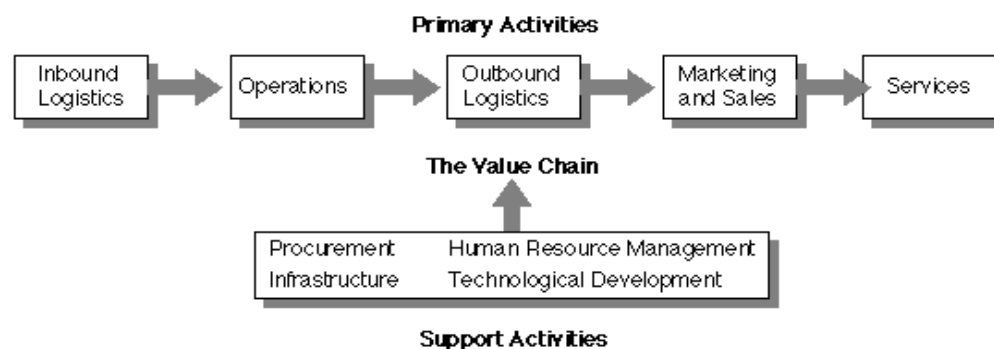 Primary Activities
Inbound
Logistics
Operations
Outbound
Logistics
Marketing
and Sales
Services
The Value Chain
Procurement Human Resource Management
Infrastructure Technological Development
Support Activities